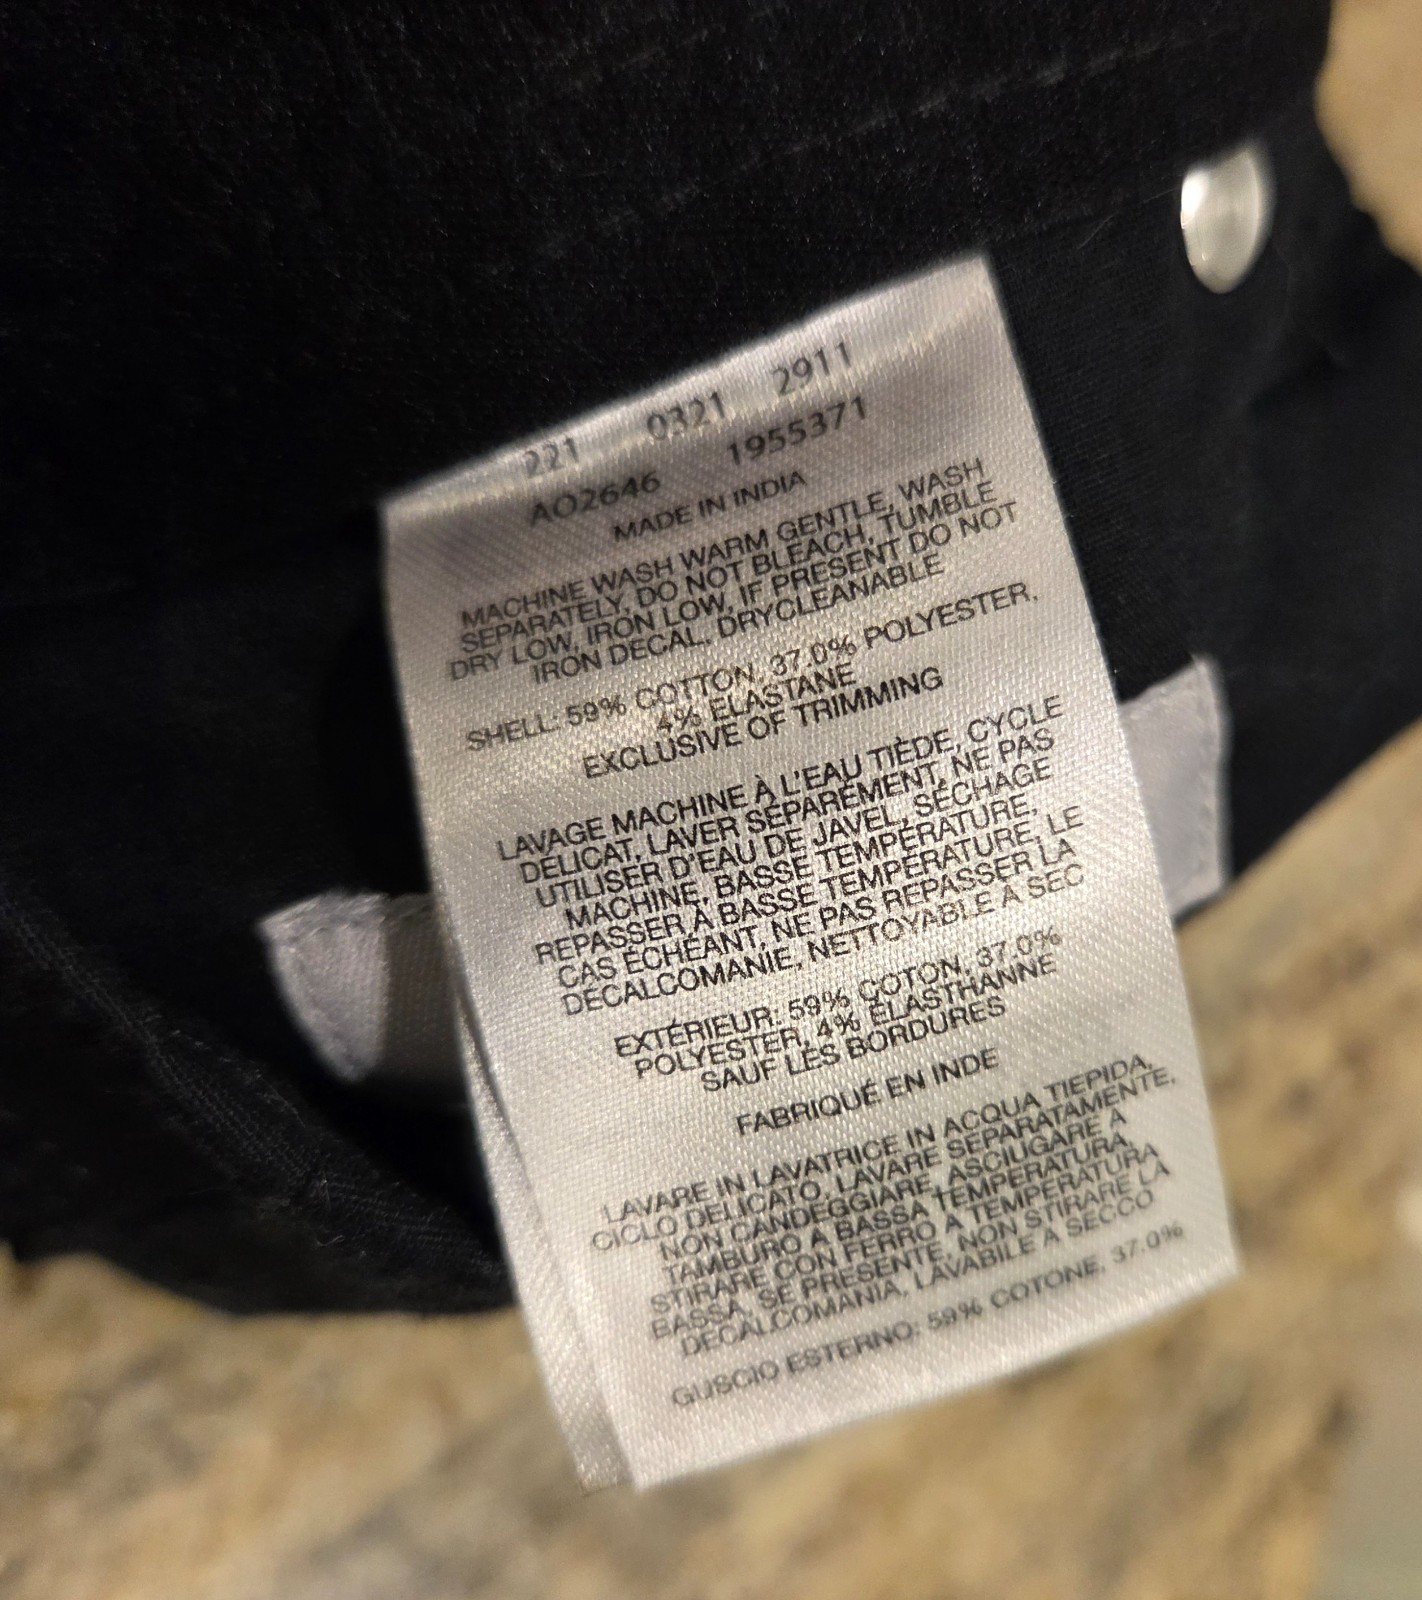 221 0321 2911
AO2646 1955371
MADE IN INDIA
MACHINE WASH WARM GENTLE, WASH
SEPARATELY, DO NOT BLEACH, TUMBLE
DRY LOW, IRON LOW, IF PRESENT DO NOT
IRON DECAL, DRYCLEANABLE
SHELL: 59% COTTON, 37.0% POLYESTER,
4% ELASTANE
EXCLUSIVE OF TRIMMING
LAVAGE MACHINE À L'EAU TIÈDE, CYCLE
DÉLICAT, LAVER SÉPARÉMENT, NE PAS
UTILISER D'EAU DE JAVEL, SÉCHAGE
MACHINE, BASSE TEMPÉRATURE,
REPASSER À BASSE TEMPÉRATURE, LE
CAS ÉCHÉANT, NE PAS REPASSER LA
DÉCALCOMANIE, NETTOYABLE À SEC
EXTÉRIEUR: 59% COTON, 37.0%
POLYESTER, 4% ÉLASTHANNE
SAUF LES BORDURES
FABRIQUÉ EN INDE
LAVARE IN LAVATRICE IN ACQUA TIEPIDA,
CICLO DELICATO, LAVARE SEPARATAMENTE,
NON CANDEGGIARE, ASCIUGARE A
TAMBURO A BASSA TEMPERATURA,
STIRARE CON FERRO A TEMPERATURA
BASSA, SE PRESENTE, NON STIRARE LA
DECALCOMANIA, LAVABILE A SECCO
GUSCIO ESTERNO: 59% COTONE, 37.0%